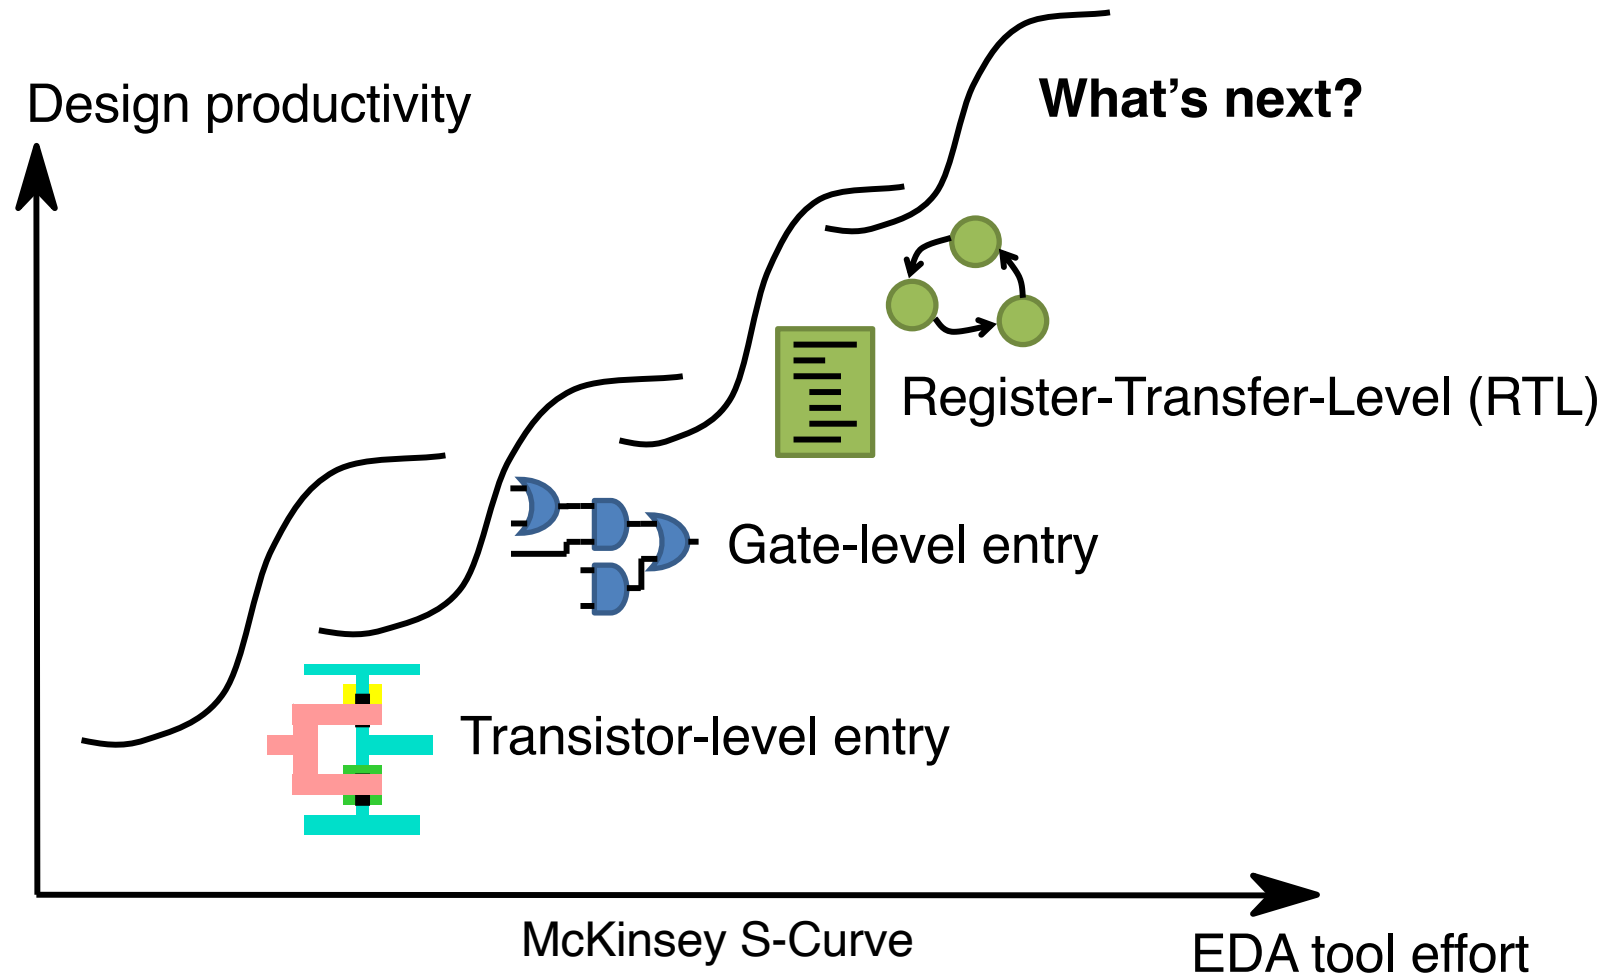 Design productivity
What's next?
Register-Transfer-Level (RTL)
Gate-level entry
Transistor-level entry
McKinsey S-Curve
EDA tool effort